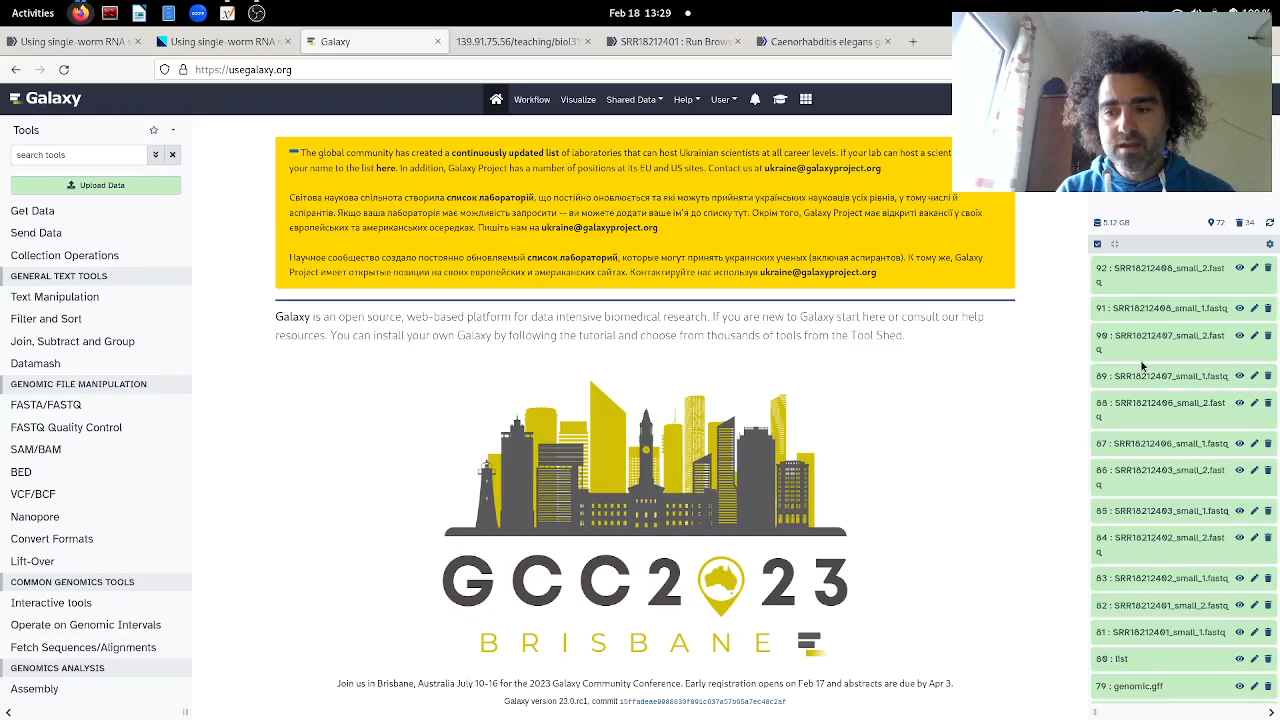 Activities
Feb 18 13:29
Using single-worm RNAS
Using single-worm RNA
Galaxy
139.91.75.56/teaching/bio131
SRR18212401 : Run Brows
Caenorhabditis elegans g
https://usegalaxy.org
Galaxy
Workflow
Visualize
Shared Data
Help
User
Tools
search tools
Upload Data
Get Data
Send Data
Collection Operations
GENERAL TEXT TOOLS
Text Manipulation
Filter and Sort
Join, Subtract and Group
Datamash
GENOMIC FILE MANIPULATION
FASTA/FASTQ
FASTQ Quality Control
SAM/BAM
BED
VCF/BCF
Nanopore
Convert Formats
Lift-Over
COMMON GENOMICS TOOLS
Interactive tools
Operate on Genomic Intervals
Fetch Sequences/Alignments
GENOMICS ANALYSIS
Assembly
The global community has created a continuously updated list of laboratories that can host Ukrainian scientists at all career levels. If your lab can host a scient
your name to the list here. In addition, Galaxy Project has a number of positions at its EU and US sites. Contact us at ukraine@galaxyproject.org
Світова наукова спільнота створила список лабораторій, що постійно оновлюється та які можуть прийняти українських науковців усіх рівнів, у тому числі й
аспірантів. Якщо ваша лабораторія має можливість запросити -- ви можете додати ваше ім'я до списку тут. Окрім того, Галaxy Project має відкриті вакансії у своїх
європейських та американських осередках. Пишіть нам на ukraine@galaxyproject.org
Научное сообщество создало постоянно обновляемый список лабораторий, которые могут принять украинских ученых (включая аспирантов). К тому же, Galaxy
Project имеет открытые позиции на своих европейских и американских сайтах. Контактируйте нас используя ukraine@galaxyproject.org
Galaxy is an open source, web-based platform for data intensive biomedical research. If you are new to Galaxy start here or consult our help
resources. You can install your own Galaxy by following the tutorial and choose from thousands of tools from the Tool Shed.
GCC2023
BRISBANE
Join us in Brisbane, Australia July 10-16 for the 2023 Galaxy Community Conference. Early registration opens on Feb 17 and abstracts are due by Apr 3.
Galaxy version 23.0.rc1, commit
5.12 GB
72
34
92 : SRR18212408_small_2.fast
q
91 : SRR18212408_small_1.fastq
90 : SRR18212407_small_2.fast
q
89 : SRR18212407_small_1.fastq
88 : SRR18212406_small_2.fast
q
87 : SRR18212406_small_1.fastq
86 : SRR18212403_small_2.fast
q
85 : SRR18212403_small_1.fastq
84 : SRR18212402_small_2.fast
q
83 : SRR18212402_small_1.fastq
82 : SRR18212401_small_2.fastq
81 : SRR18212401_small_1.fastq
80 : list
79 : genomic.gff